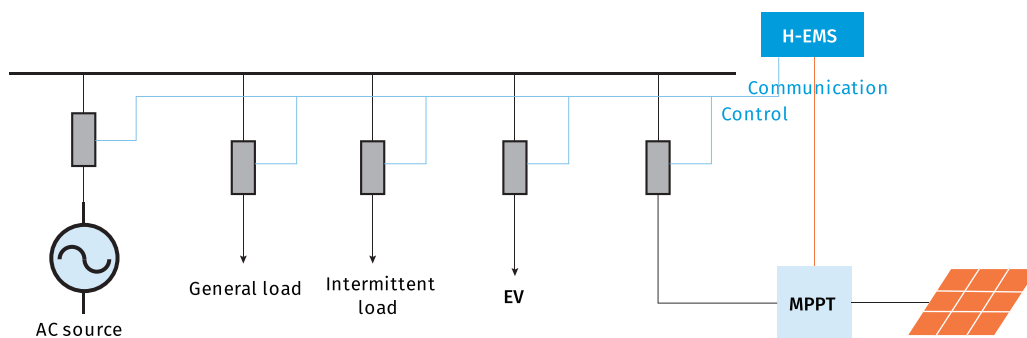 H-EMS
Communication
Control
General load
Intermittent
load
EV
MPPT
AC source